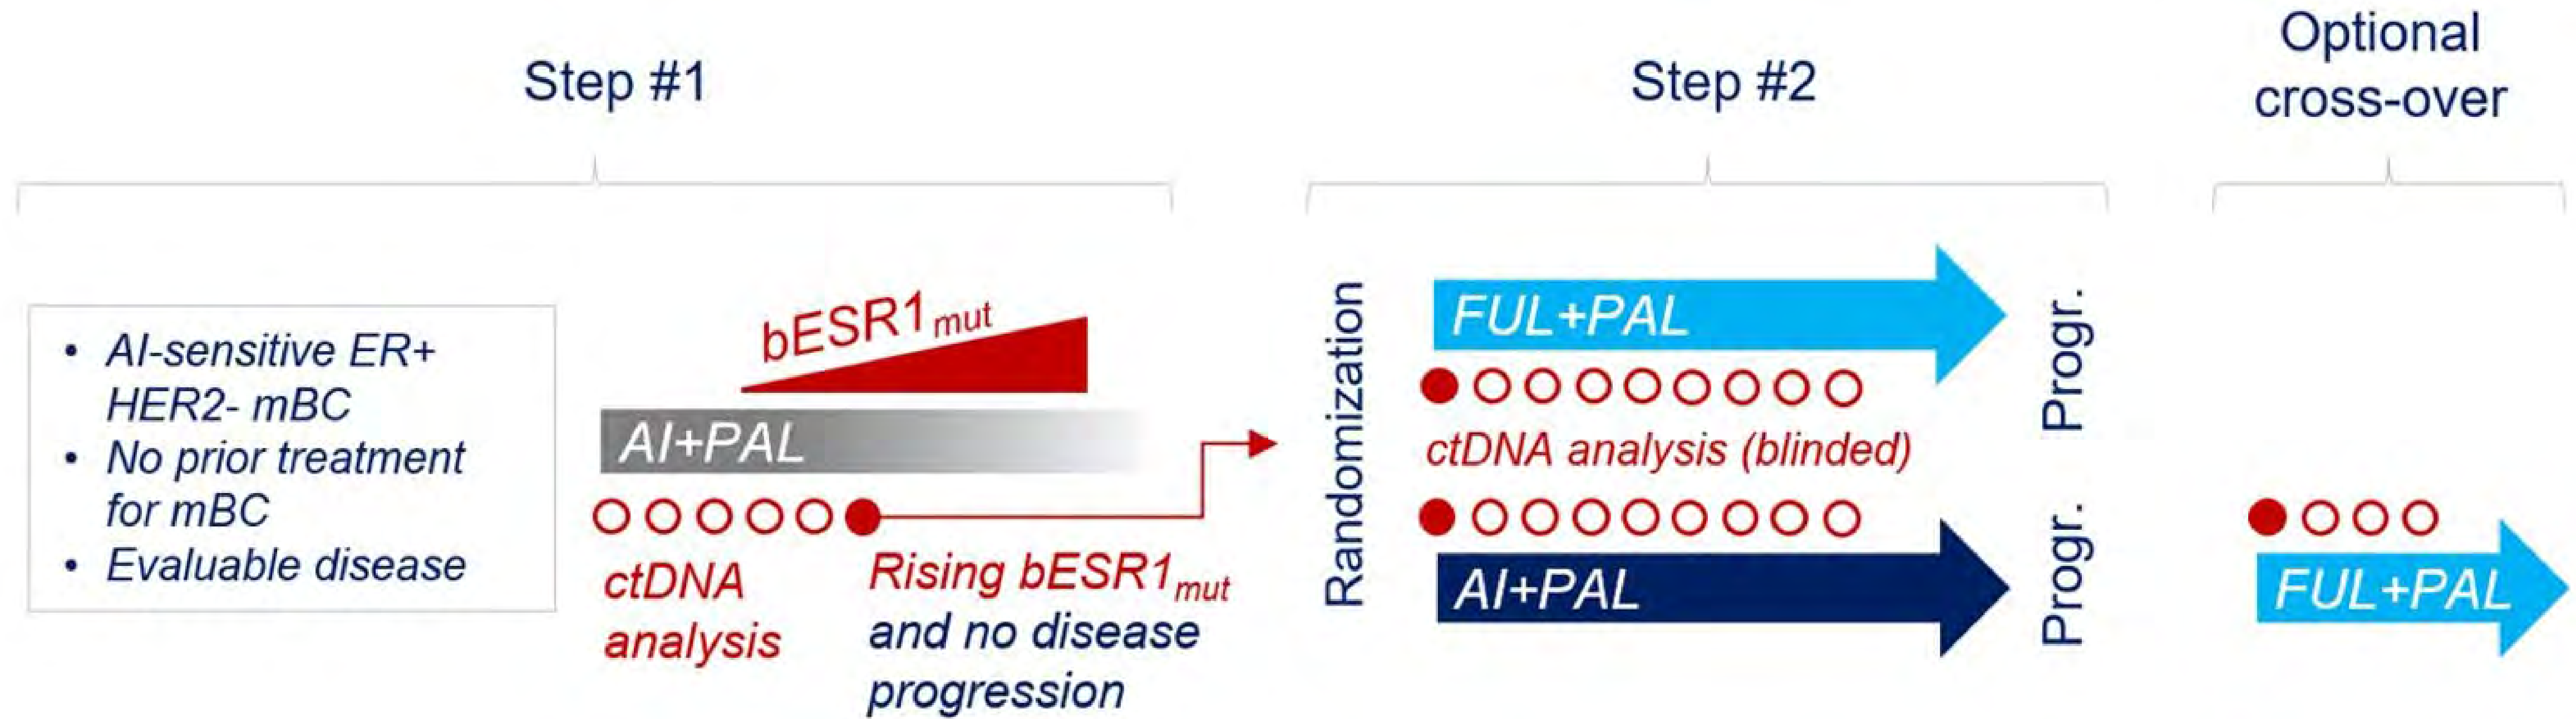 Step #1
Step #2
Optional
cross-over
• AI-sensitive ER+
HER2- mBC
• No prior treatment
for mBC
• Evaluable disease
bESR1mut
AI+PAL
ctDNA
analysis
Rising bESR1mut
and no disease
progression
Randomization
FUL+PAL
Progr.
ctDNA analysis (blinded)
AI+PAL
Progr.
FUL+PAL